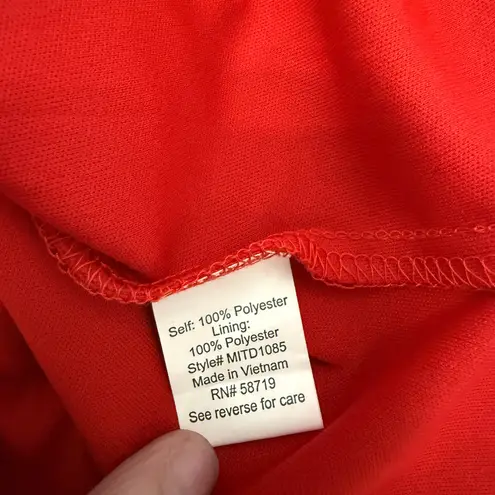 Self: 100% Polyester
Lining:
100% Polyester
Style# MITD1085
Made in Vietnam
RN# 58719
See reverse for care